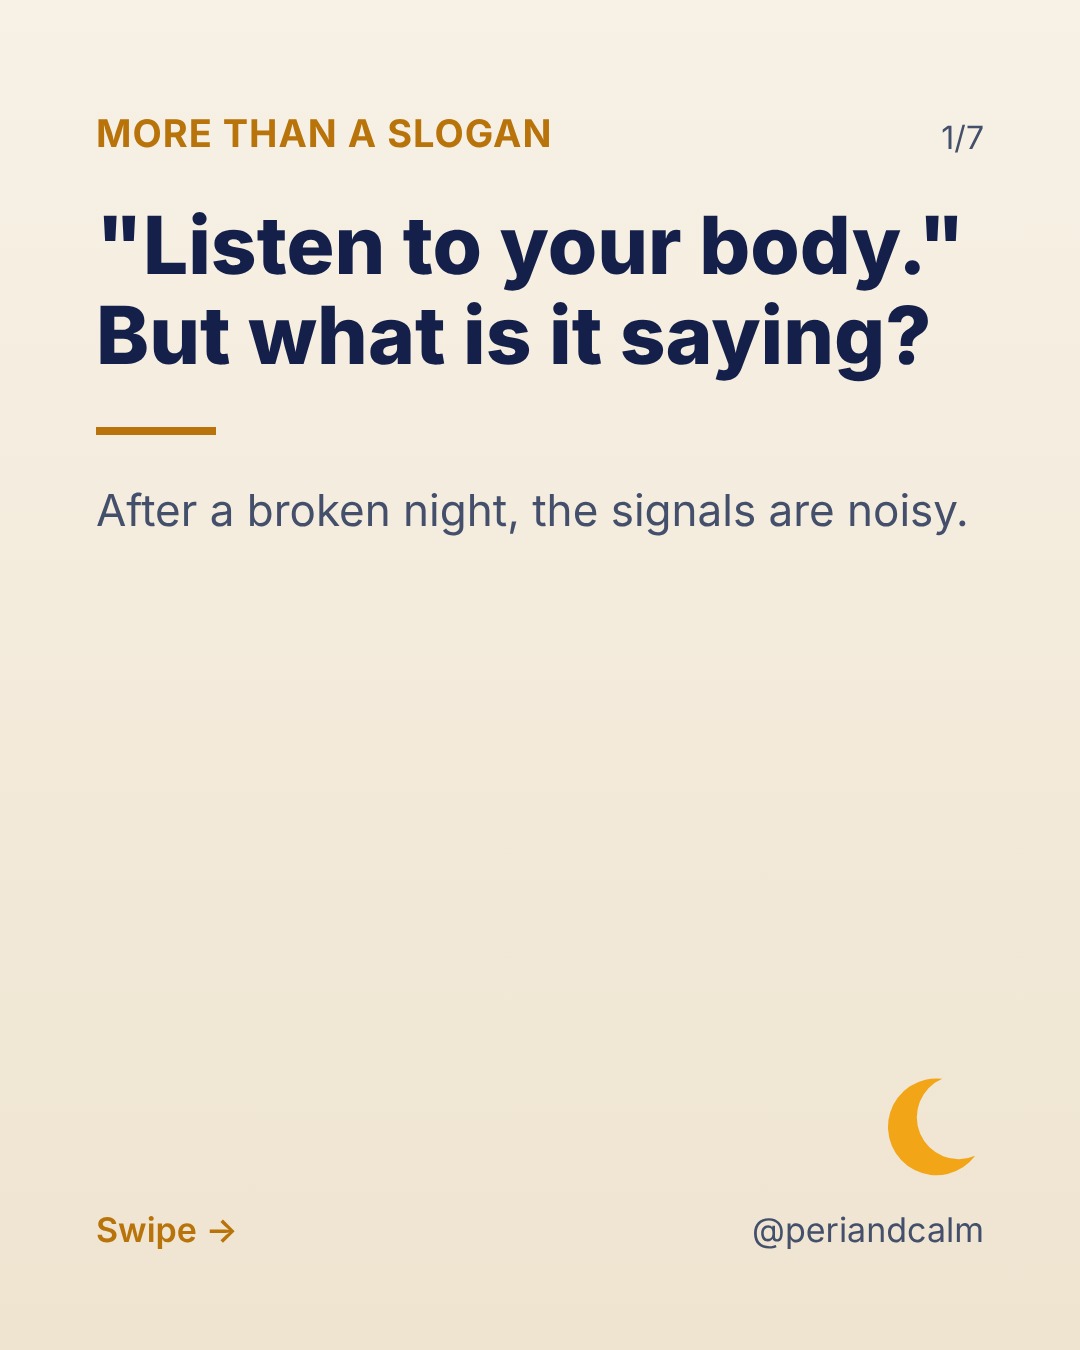 MORE THAN A SLOGAN
1/7
"Listen to your body."
But what is it saying?
After a broken night, the signals are noisy.
Swipe →
@periandcalm